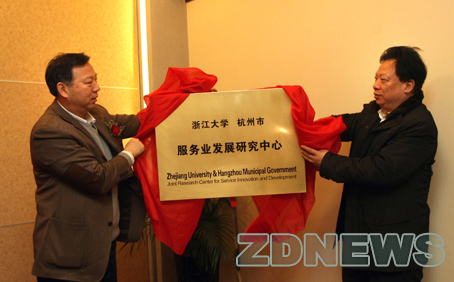 浙江大学 杭州市
服务业发展研究中心
Zhejiang University & Hangzhou Municipal Government
Joint Research Center for Service Innovation and Development
ZDNEWS